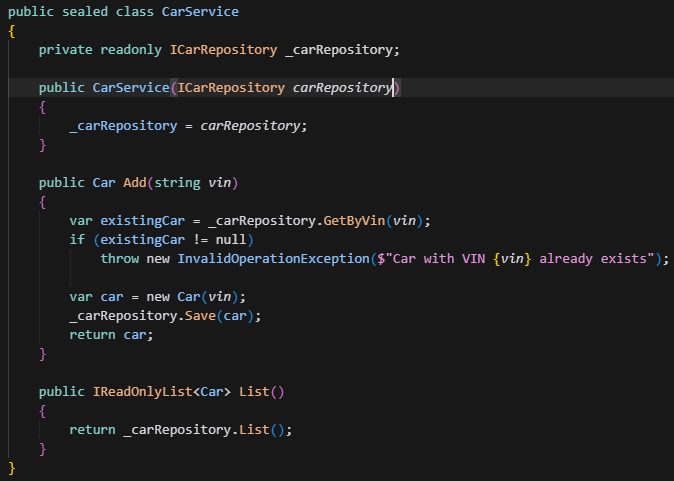 public sealed class CarService
{
    private readonly ICarRepository _carRepository;

    public CarService(ICarRepository carRepository)
    {
        _carRepository = carRepository;
    }

    public Car Add(string vin)
    {
        var existingCar = _carRepository.GetByVin(vin);
        if (existingCar != null)
            throw new InvalidOperationException($"Car with VIN {vin} already exists");

        var car = new Car(vin);
        _carRepository.Save(car);
        return car;
    }

    public IReadOnlyList<Car> List()
    {
        return _carRepository.List();
    }
}